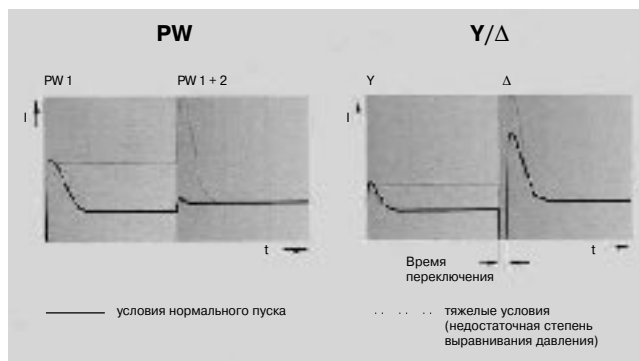 PW
Y/Δ
PW 1
PW 1 + 2
Y
Δ
I
I
t
t
Время
переключения
условия нормального пуска
тяжелые условия
(недостаточная степень
выравнивания давления)